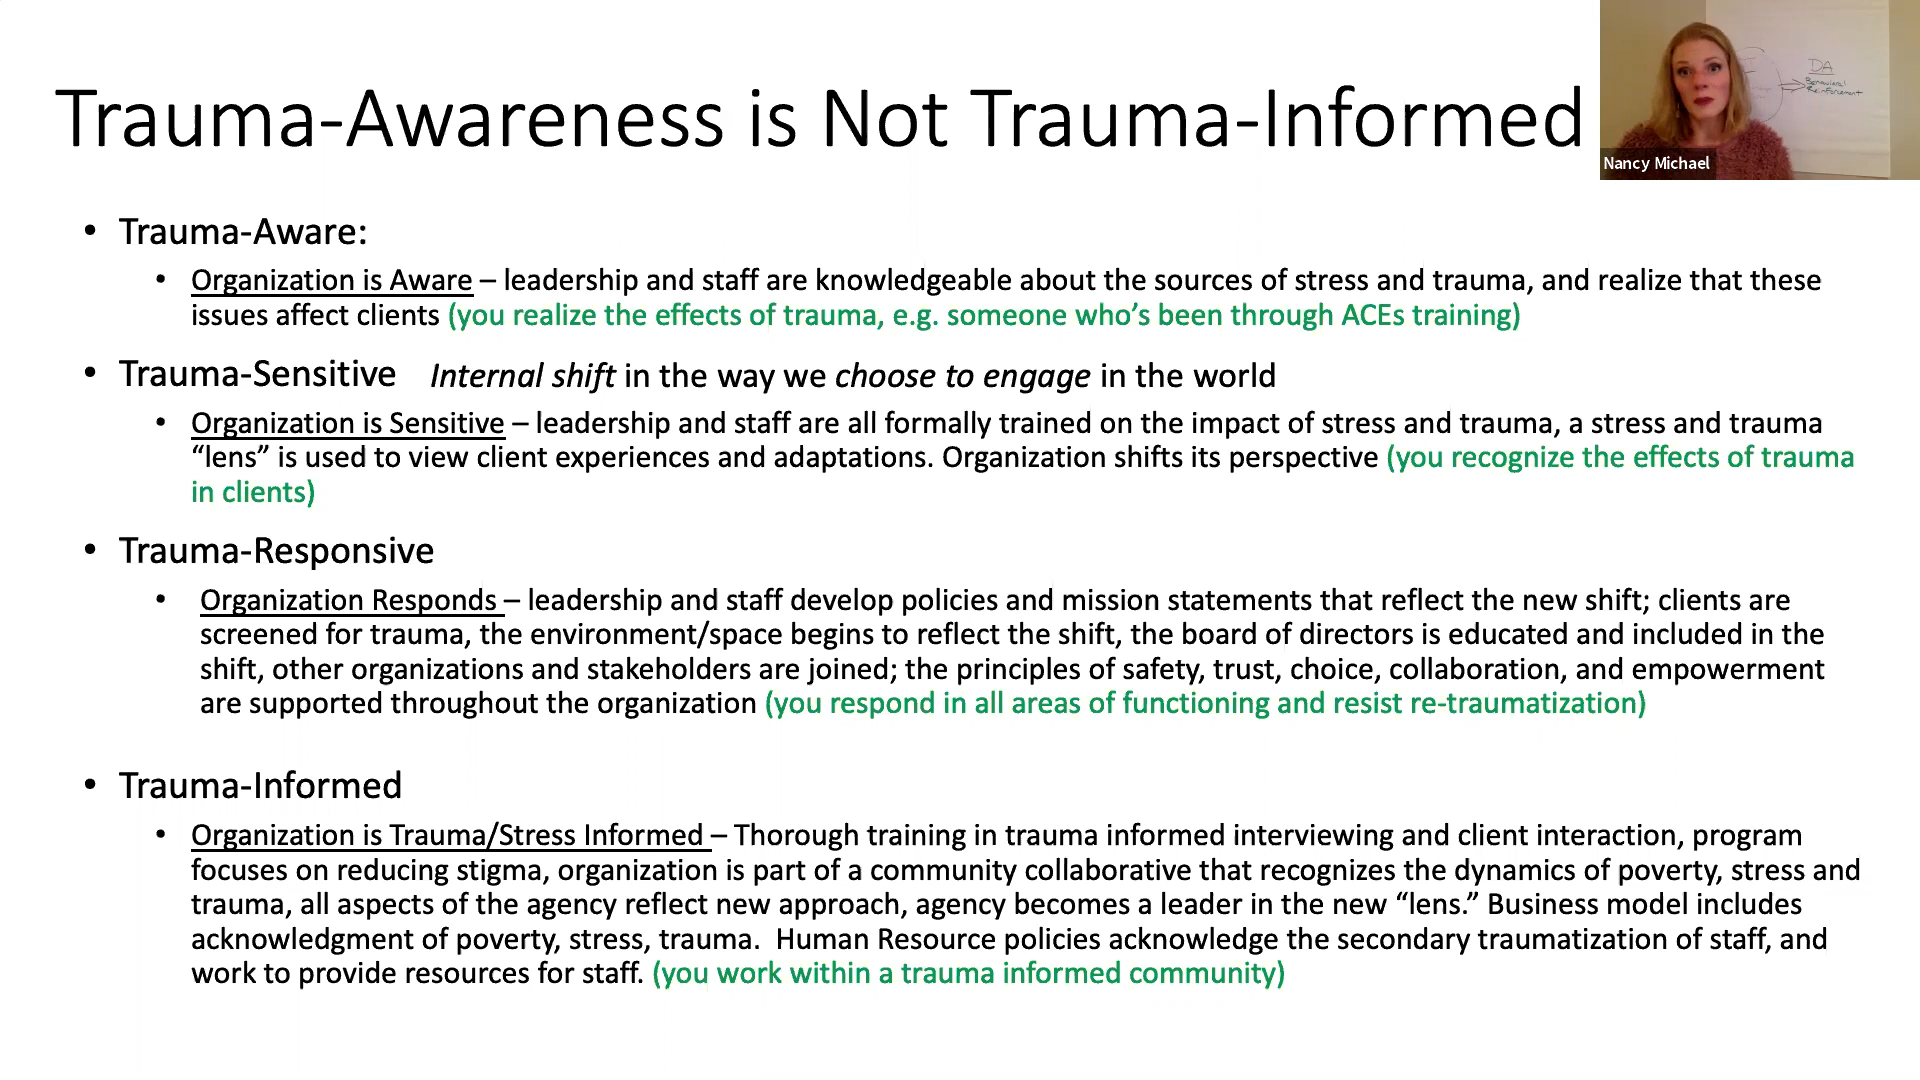 Trauma-Awareness is Not Trauma-Informed
DA
Behavioral
Reinforcement
Nancy Michael
• Trauma-Aware:
• Organization is Aware – leadership and staff are knowledgeable about the sources of stress and trauma, and realize that these
issues affect clients (you realize the effects of trauma, e.g. someone who’s been through ACEs training)
• Trauma-Sensitive Internal shift in the way we choose to engage in the world
• Organization is Sensitive – leadership and staff are all formally trained on the impact of stress and trauma, a stress and trauma
“lens” is used to view client experiences and adaptations. Organization shifts its perspective (you recognize the effects of trauma
in clients)
• Trauma-Responsive
• Organization Responds – leadership and staff develop policies and mission statements that reflect the new shift; clients are
screened for trauma, the environment/space begins to reflect the shift, the board of directors is educated and included in the
shift, other organizations and stakeholders are joined; the principles of safety, trust, choice, collaboration, and empowerment
are supported throughout the organization (you respond in all areas of functioning and resist re-traumatization)
• Trauma-Informed
• Organization is Trauma/Stress Informed – Thorough training in trauma informed interviewing and client interaction, program
focuses on reducing stigma, organization is part of a community collaborative that recognizes the dynamics of poverty, stress and
trauma, all aspects of the agency reflect new approach, agency becomes a leader in the new “lens.” Business model includes
acknowledgment of poverty, stress, trauma.  Human Resource policies acknowledge the secondary traumatization of staff, and
work to provide resources for staff. (you work within a trauma informed community)